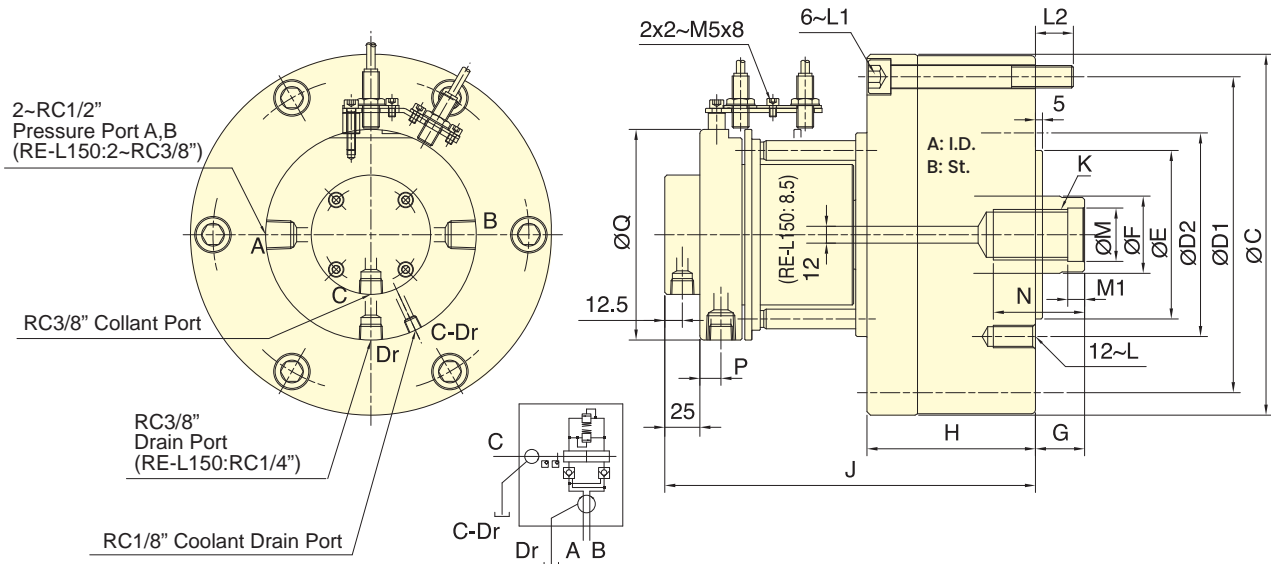 2~RC1/2”
Pressure Port A,B
(RE-L150:2~RC3/8”)
A
B
C
RC3/8” Collant Port
C-Dr
Dr
RC3/8”
Drain Port
(RE-L150:RC1/4”)
RC1/8” Coolant Drain Port
C
C-Dr
Dr
A
B
2x2~M5x8
6~L1
L2
5
A: I.D.
B: St.
K
(RE-L150: 8.5)
12
ØQ
ØM
ØF
ØE
ØD2
ØD1
ØC
N
M1
12.5
P
25
12~L
H
G
J